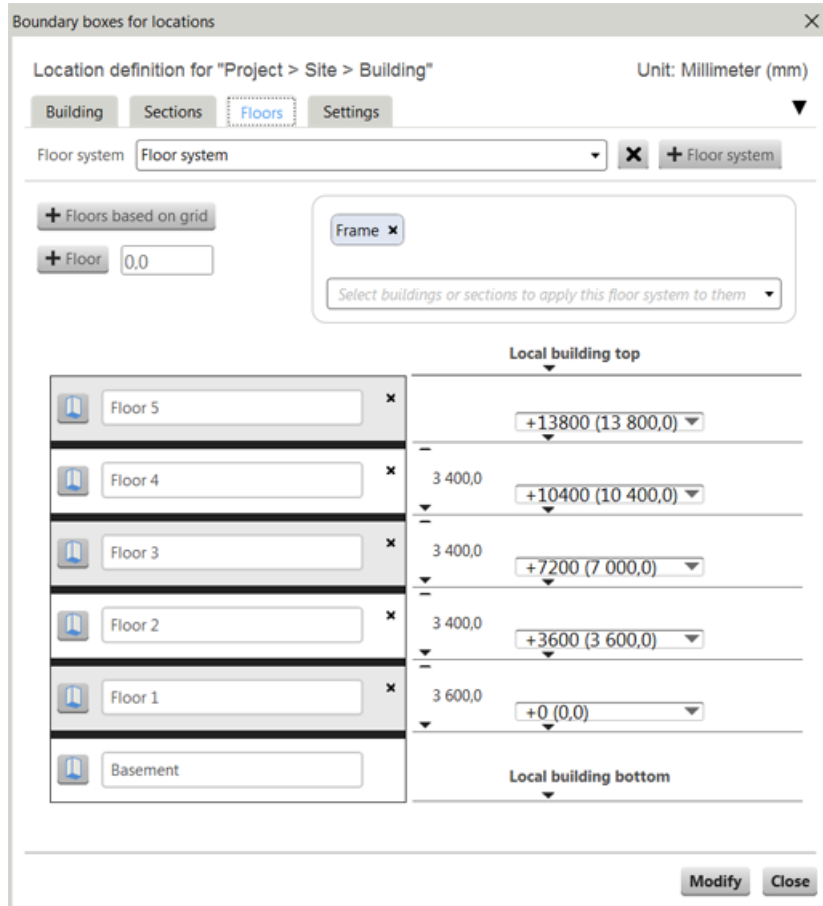 Boundary boxes for locations
Location definition for "Project > Site > Building"
Unit: Millimeter (mm)
Building
Sections
Floors
Settings
Floor system
Floor system
+ Floor system
+ Floors based on grid
+ Floor
0,0
Frame
Select buildings or sections to apply this floor system to them
Local building top
Floor 5
+13800 (13 800,0)
Floor 4
3 400,0
+10400 (10 400,0)
Floor 3
3 400,0
+7200 (7 000,0)
Floor 2
3 400,0
+3600 (3 600,0)
Floor 1
3 600,0
+0 (0,0)
Basement
Local building bottom
Modify
Close